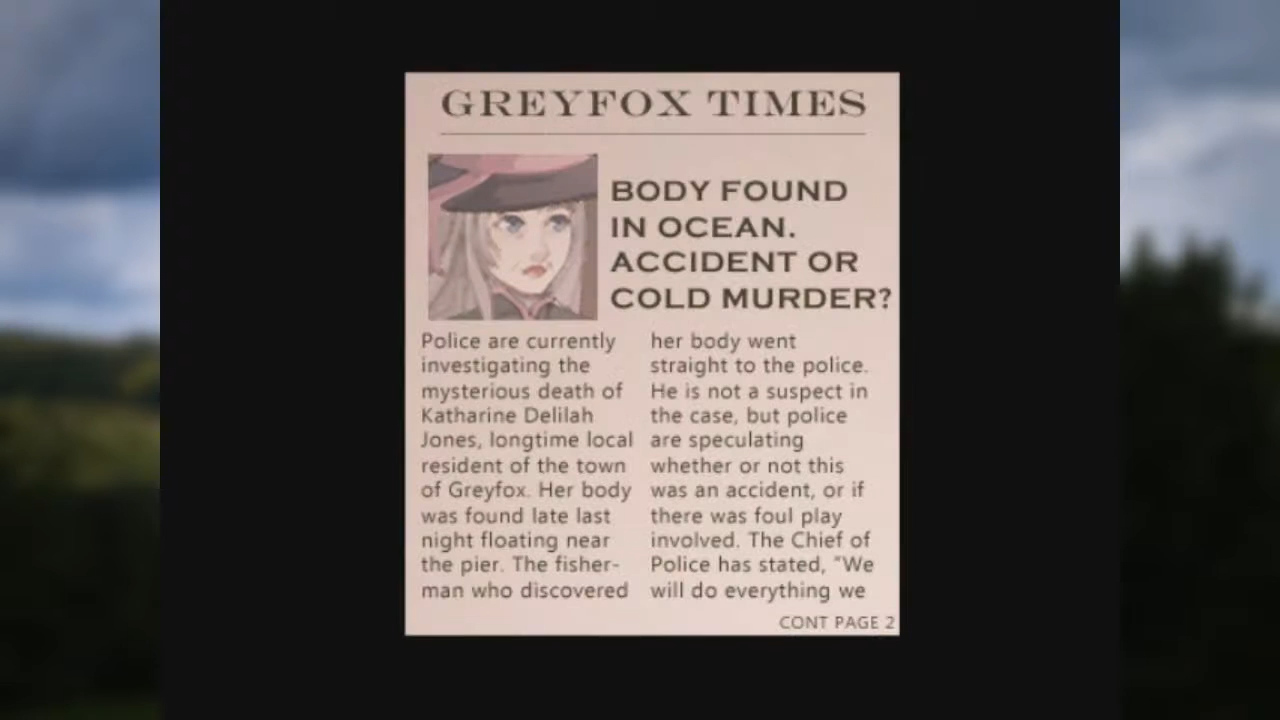 GREYFOX TIMES
BODY FOUND
IN OCEAN.
ACCIDENT OR
COLD MURDER?
Police are currently
investigating the
mysterious death of
Katharine Delilah
Jones, longtime local
resident of the town
of Greyfox. Her body
was found late last
night floating near
the pier. The fisher-
man who discovered
her body went
straight to the police.
He is not a suspect in
the case, but police
are speculating
whether or not this
was an accident, or if
there was foul play
involved. The Chief of
Police has stated, "We
will do everything we
CONT PAGE 2